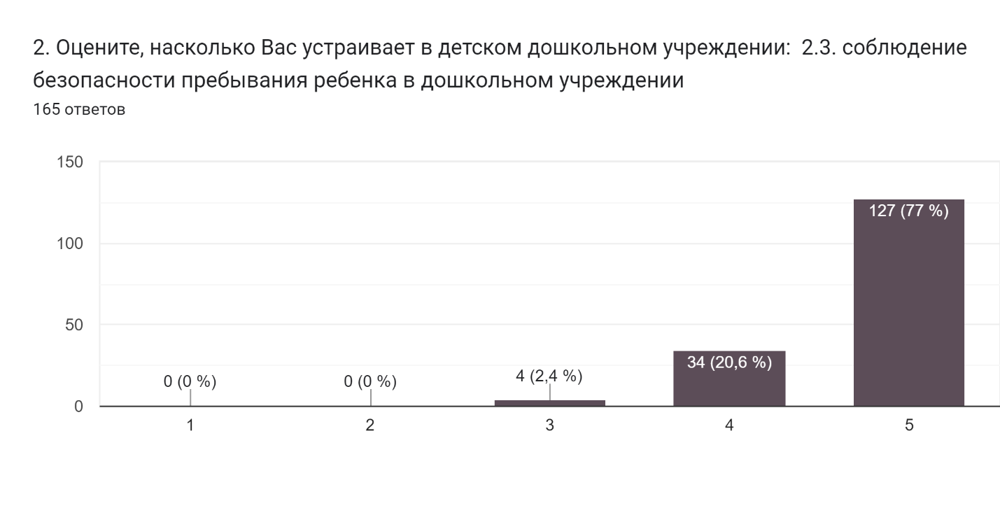 2. Оцените, насколько Вас устраивает в детском дошкольном учреждении:  2.3. соблюдение
безопасности пребывания ребенка в дошкольном учреждении
165 ответов
150
127 (77 %)
100
50
34 (20,6 %)
4 (2,4 %)
0 (0 %)
0 (0 %)
0
1
2
3
4
5